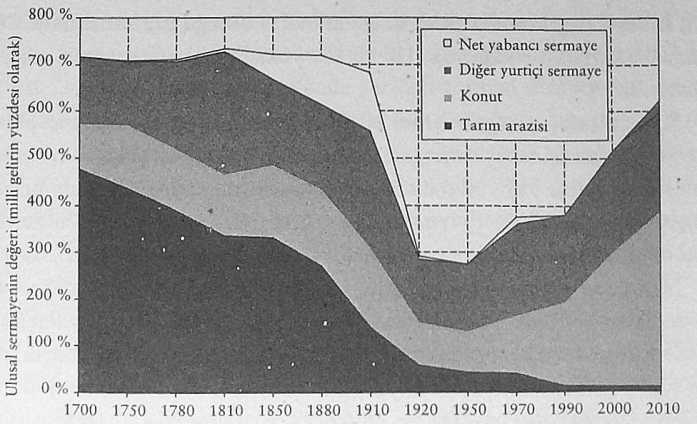 Ulusal sermayenin değeri (milli gelirin yüzdesi olarak)
800 %
700 %
600 %
500 %
400 %
300 %
200 %
100 %
0 %
Net yabancı sermaye
Diğer yurtiçi sermaye
Konut
Tarım arazisi
1700 1750 1780 1810 1850 1880 1910 1920 1950 1970 1990 2000 2010